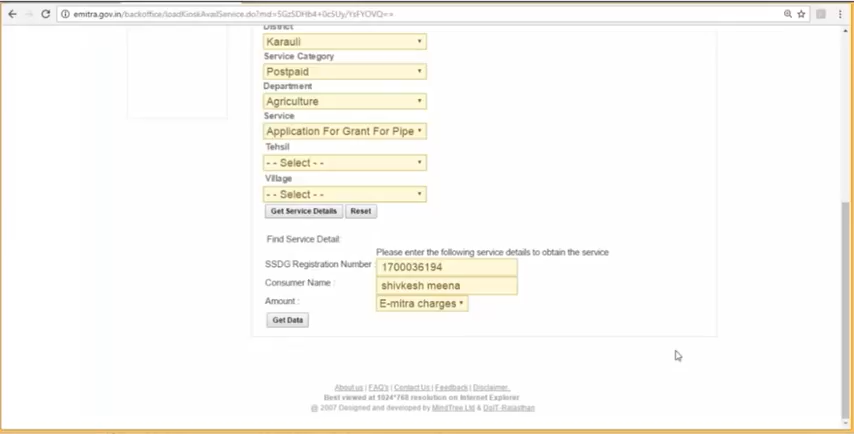 emitra.gov.in/backoffice/loadKioskAvailService.do?
District
Karauli
Service Category
Postpaid
Department
Agriculture
Service
Application For Grant For Pipe
Tehsil
- - Select - -
Village
- - Select - -
Get Service Details Reset
Find Service Detail:
Please enter the following service details to obtain the service
SSDG Registration Number : 1700036194
Consumer Name : shivkesh meena
Amount : E-mitra charges
Get Data
About us | FAQ's | Contact Us | Feedback | Disclaimer
Best viewed at 1024*768 resolution on Internet Explorer
@ 2007 Designed and developed by MindTree Ltd & DoIT-Rajasthan